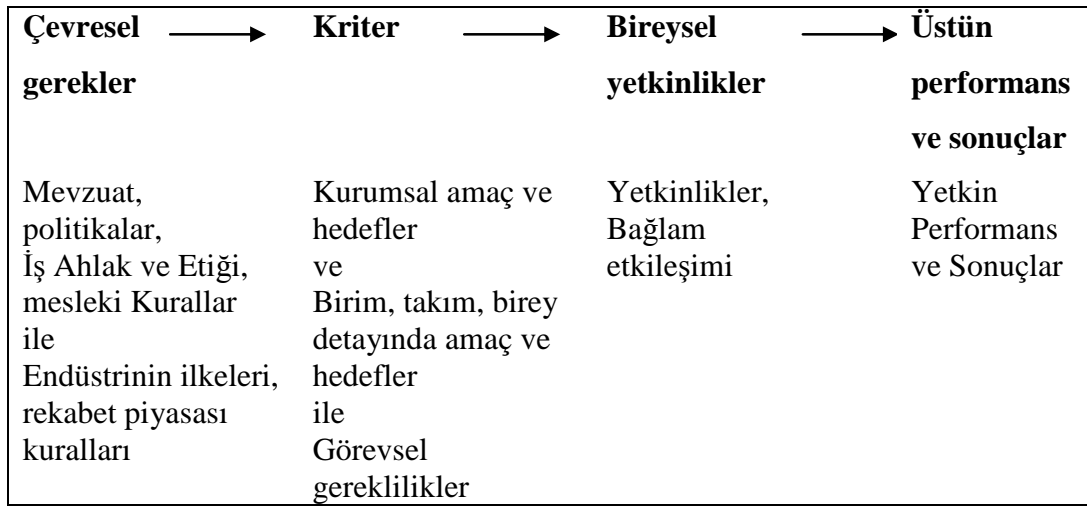 Çevresel
gerekler
Kriter
Bireysel
yetkinlikler
Üstün
performans
ve sonuçlar
Mevzuat,
politikalar,
İş Ahlak ve Etiği,
mesleki Kurallar
ile
Endüstrinin ilkeleri,
rekabet piyasası
kuralları
Kurumsal amaç ve
hedefler
ve
Birim, takım, birey
detayında amaç ve
hedefler
ile
Görevsel
gereklilikler
Yetkinlikler,
Bağlam
etkileşimi
Yetkin
Performans
ve Sonuçlar